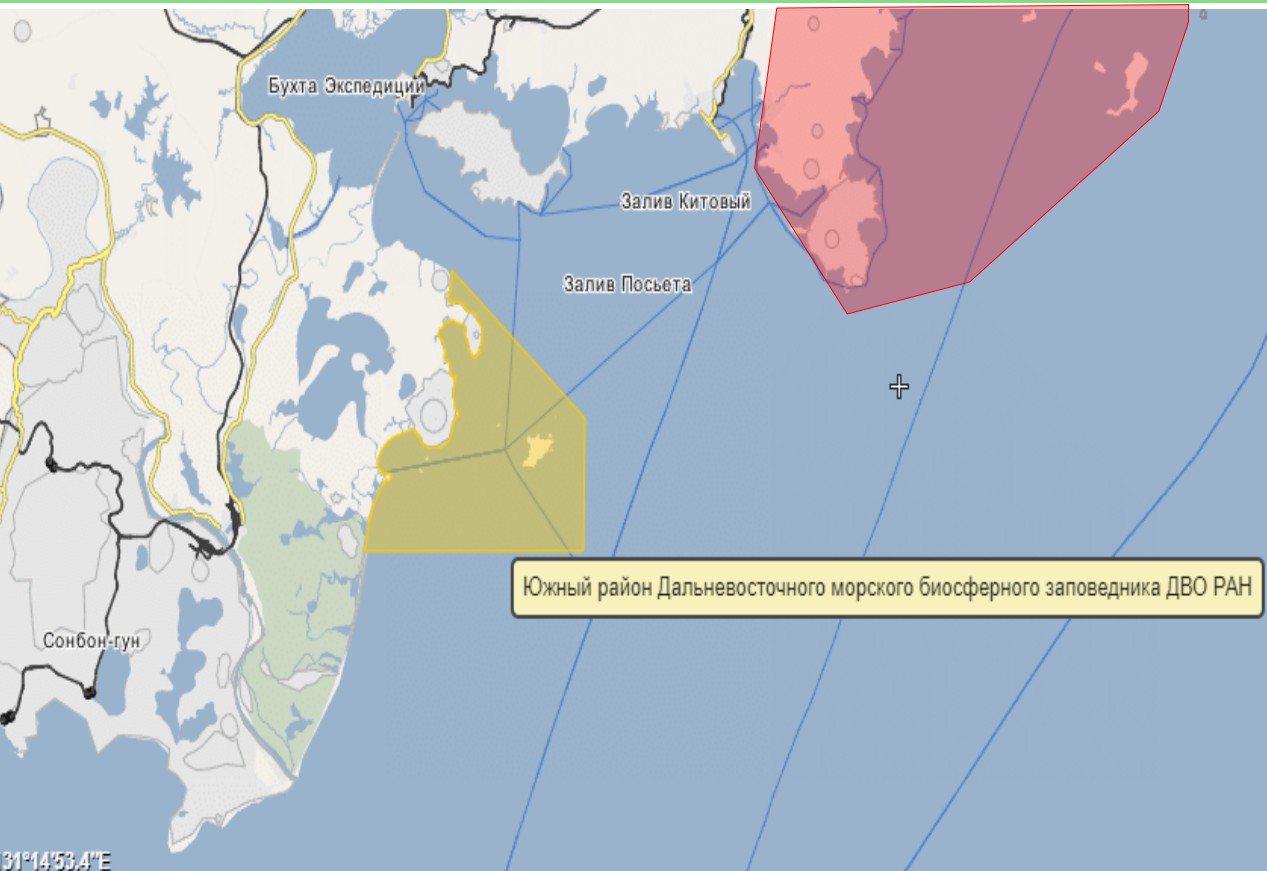 Бухта Экспедиций
Залив Китовый
Залив Посьета
Южный район Дальневосточного морского биосферного заповедника ДВО РАН
Сонбон-гун
31°14'53.4"E